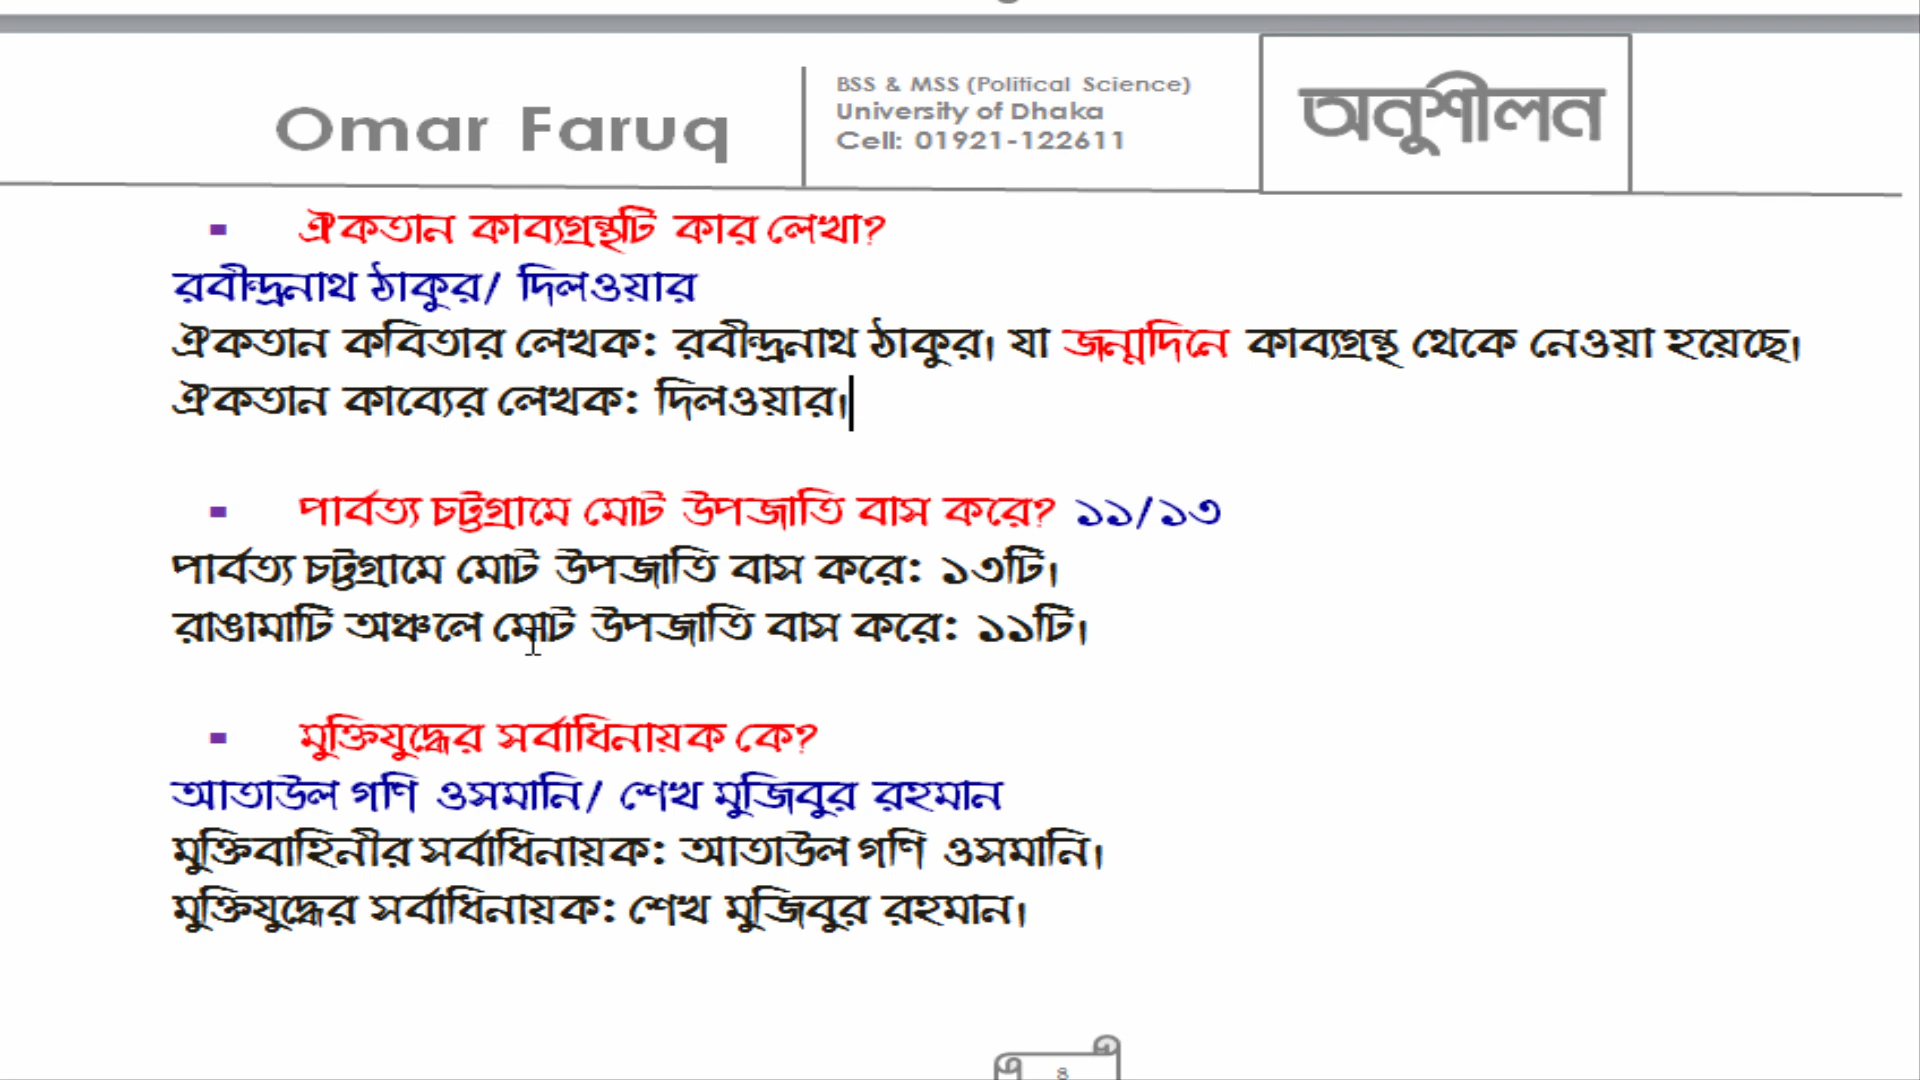 Omar Faruq
BSS & MSS (Political Science)
University of Dhaka
Cell: 01921-122611
অনুশীলন
▪ ঐকতান কাব্যগ্রন্থটি কার লেখা?
রবীন্দ্রনাথ ঠাকুর/ দিলওয়ার
ঐকতান কবিতার লেখক: রবীন্দ্রনাথ ঠাকুর। যা জন্মদিনে কাব্যগ্রন্থ থেকে নেওয়া হয়েছে।
ঐকতান কাব্যের লেখক: দিলওয়ার।
▪ পার্বত্য চট্টগ্রামে মোট উপজাতি বাস করে? ১১/১৩
পার্বত্য চট্টগ্রামে মোট উপজাতি বাস করে: ১৩টি।
রাঙামাটি অঞ্চলে মোট উপজাতি বাস করে: ১১টি।
▪ মুক্তিযুদ্ধের সর্বাধিনায়ক কে?
আতাউল গণি ওসমানি/ শেখ মুজিবুর রহমান
মুক্তিবাহিনীর সর্বাধিনায়ক: আতাউল গণি ওসমানি।
মুক্তিযুদ্ধের সর্বাধিনায়ক: শেখ মুজিবুর রহমান।